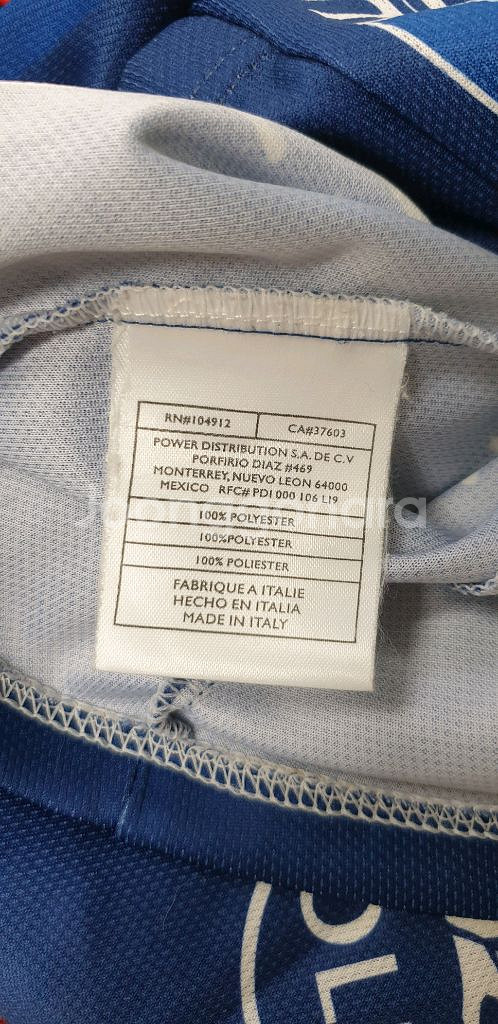 RN#104912 CA#37603
POWER DISTRIBUTION S.A. DE C.V
PORFIRIO DIAZ #469
MONTERREY, NUEVO LEON 64000
MEXICO RFC# PDI 000 106 LJ9
100% POLYESTER
100%POLYESTER
100% POLIESTER
FABRIQUE A ITALIE
HECHO EN ITALIA
MADE IN ITALY